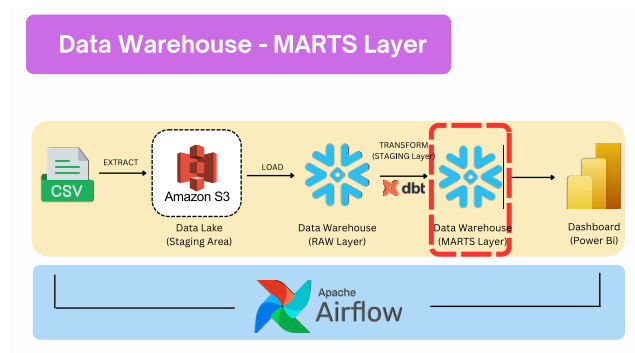 Data Warehouse - MARTS Layer
CSV
EXTRACT
Amazon S3
Data Lake
(Staging Area)
LOAD
Data Warehouse
(RAW Layer)
TRANSFORM
(STAGING Layer)
dbt
Data Warehouse
(MARTS Layer)
Dashboard
(Power Bi)
Apache
Airflow